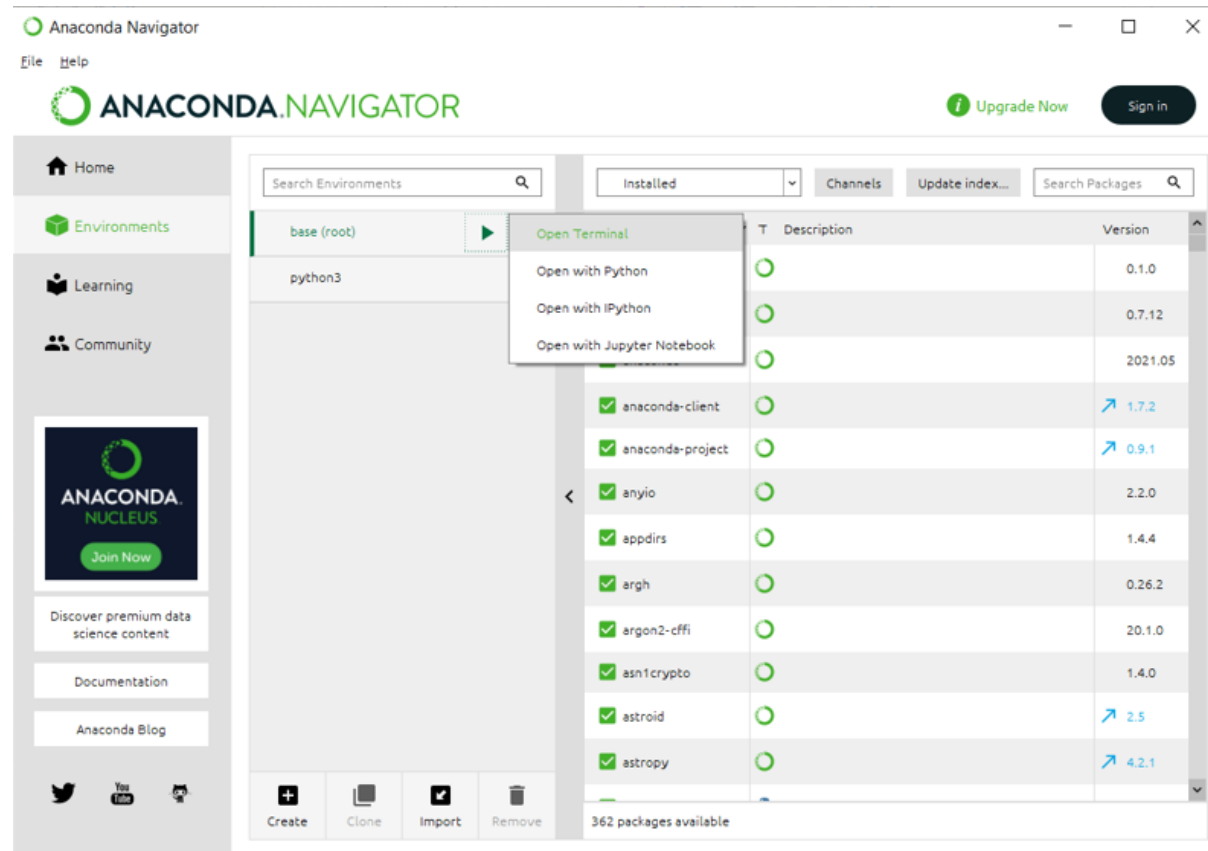 Anaconda Navigator
File Help
ANACONDA.NAVIGATOR
Upgrade Now
Sign in
Home
Environments
Learning
Community
ANACONDA.
NUCLEUS
Join Now
Discover premium data
science content
Documentation
Anaconda Blog
You
Tube
Search Environments
base (root)
python3
Open Terminal
Open with Python
Open with IPython
Open with Jupyter Notebook
Create Clone Import Remove
Installed Channels Update index... Search Packages
T Description Version
0.1.0
0.7.12
2021.05
anaconda-client 1.7.2
anaconda-project 0.9.1
anyio 2.2.0
appdirs 1.4.4
argh 0.26.2
argon2-cffi 20.1.0
asn1crypto 1.4.0
astroid 2.5
astropy 4.2.1
362 packages available